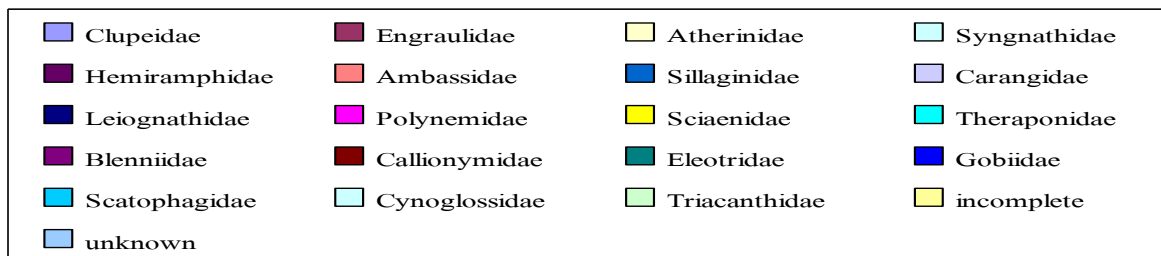 Clupeidae Engraulidae Atherinidae Syngnathidae
Hemiramphidae Ambassidae Sillaginidae Carangidae
Leiognathidae Polynemidae Sciaenidae Theraponidae
Blenniidae Callionymidae Eleotridae Gobiidae
Scatophagidae Cynoglossidae Triacanthidae incomplete
unknown